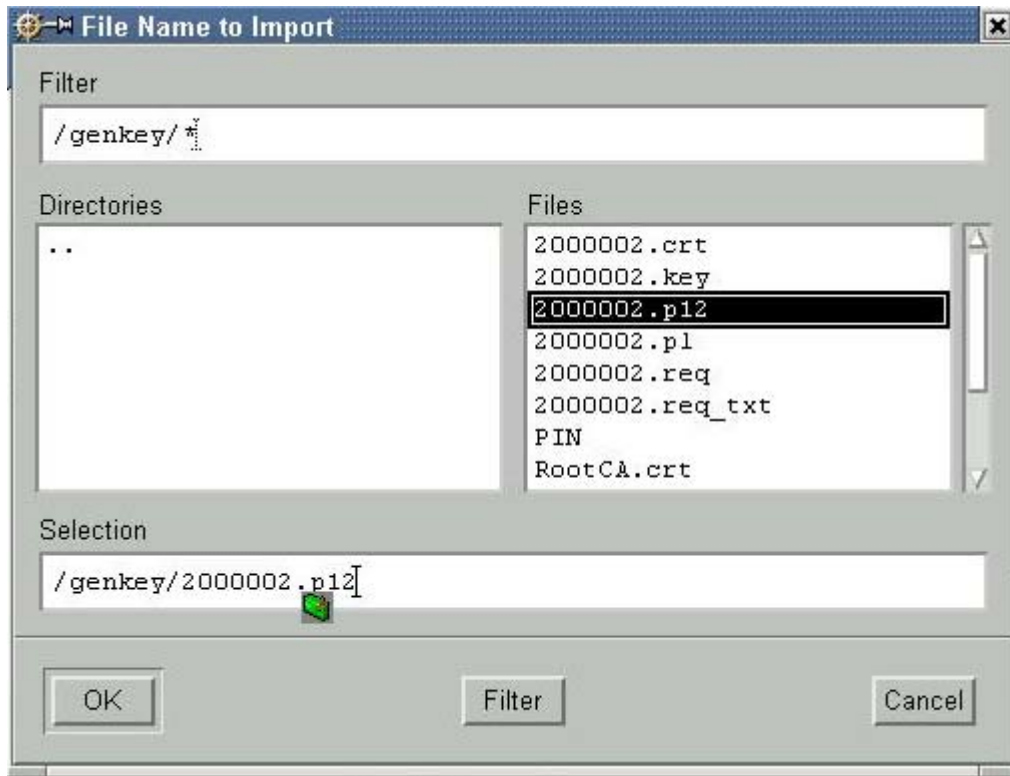 File Name to Import
Filter
/genkey/*
Directories
..
Files
2000002.crt
2000002.key
2000002.p12
2000002.pl
2000002.req
2000002.req_txt
PIN
RootCA.crt
Selection
/genkey/2000002.p12
OK
Filter
Cancel